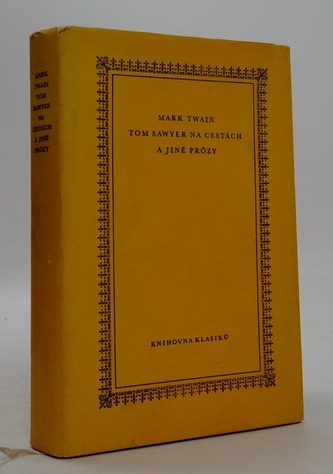 MARK
TWAIN
TOM
SAWYER
NA
CESTÁCH
A JINÉ
PRÓZY
MARK TWAIN
TOM SAWYER NA CESTÁCH
A JINÉ PRÓZY
KNIHOVNA KLASIKŮ